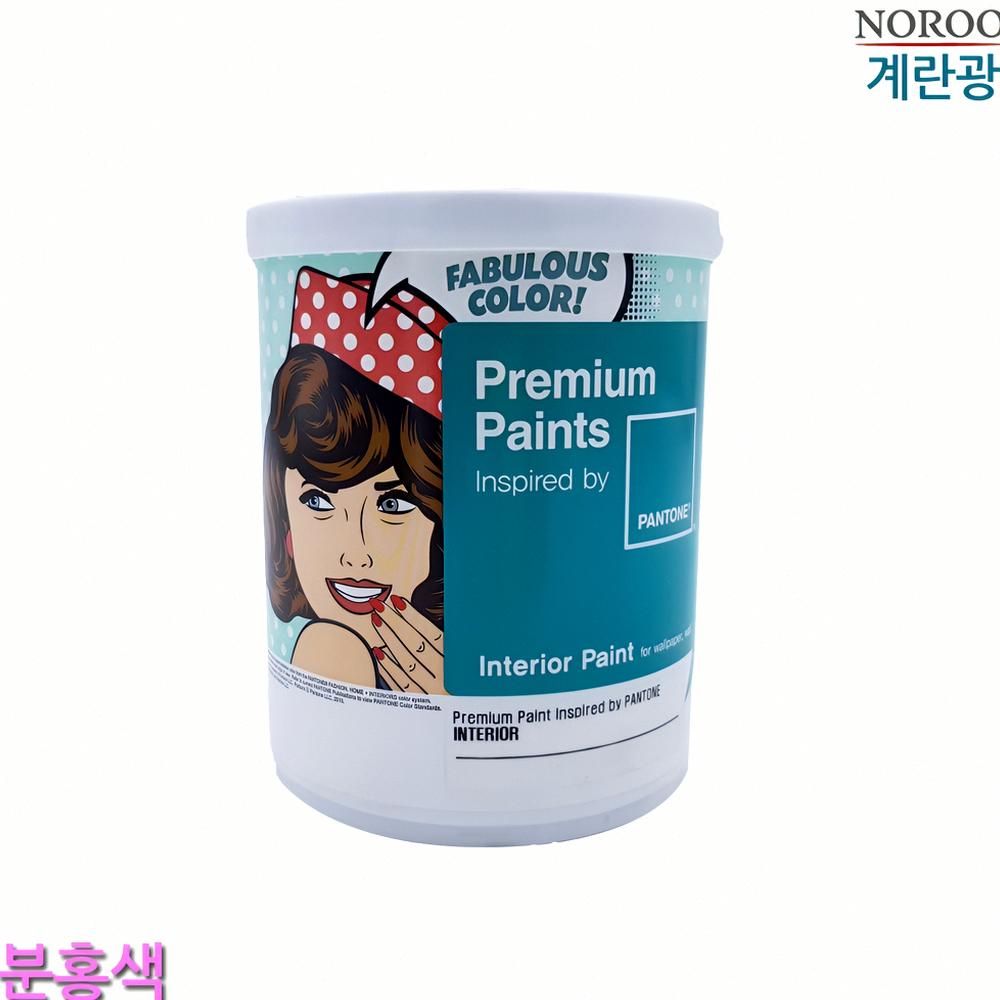 NOROO
계란광
FABULOUS
COLOR!
Premium
Paints
Inspired by
PANTONE
Interior Paint for wallpaper,
Premium Paint Inspired by PANTONE
INTERIOR
분홍색